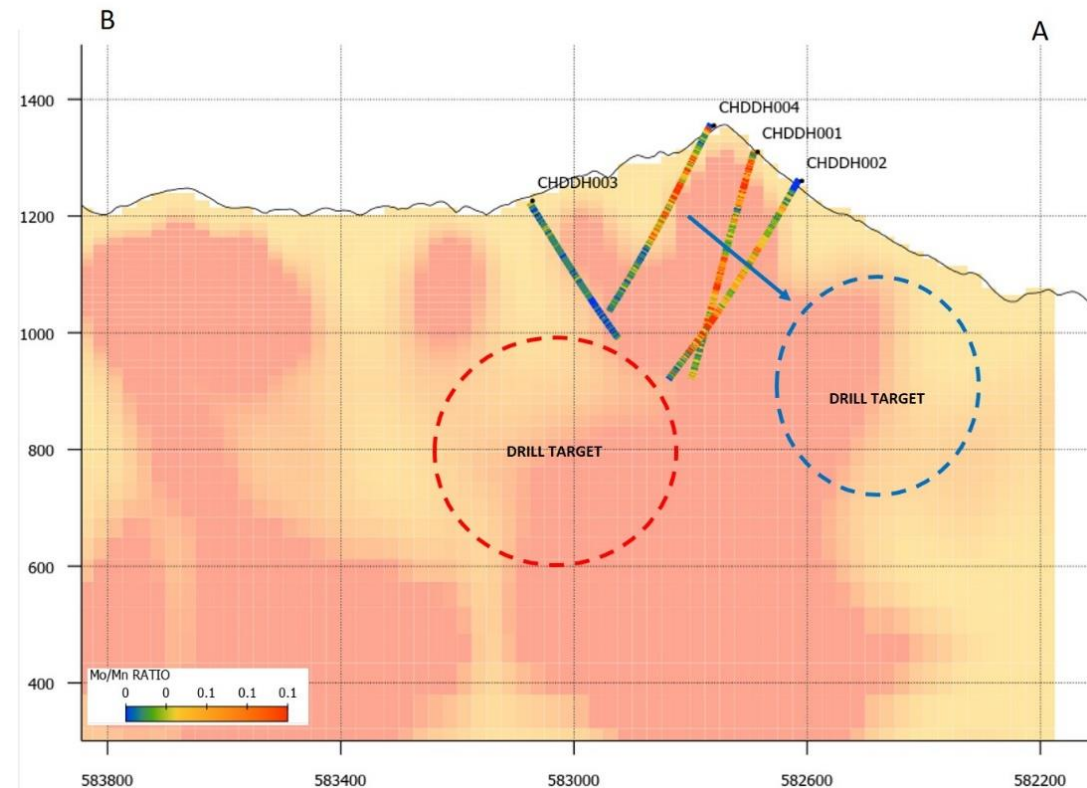 B
A
1400
CHDDH004
CHDDH001
CHDDH002
CHDDH003
1200
1000
DRILL TARGET
800
DRILL TARGET
600
400
Mo/Mn RATIO
0 0 0.1 0.1 0.1
583800 583400 583000 582600 582200